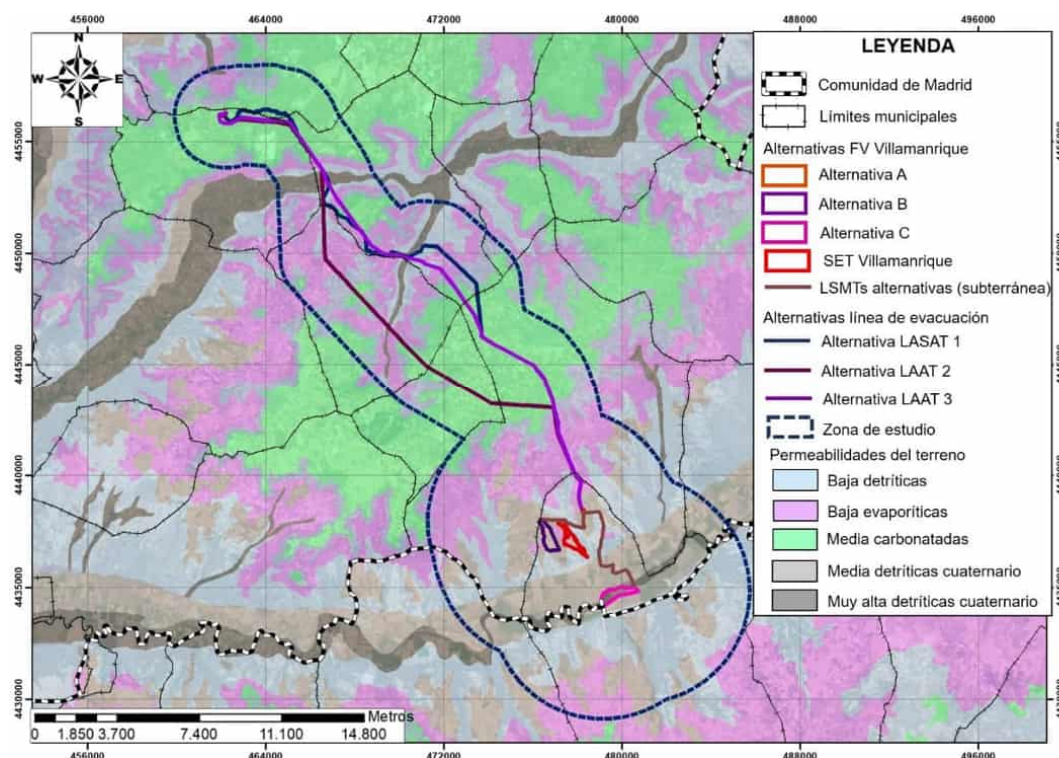 456000 464000 472000 480000 488000 496000
N
W E
S
LEYENDA
Comunidad de Madrid
Límites municipales
Alternativas FV Villamanrique
Alternativa A
Alternativa B
Alternativa C
SET Villamanrique
LSMTs alternativas (subterránea)
Alternativas línea de evacuación
Alternativa LASAT 1
Alternativa LAAT 2
Alternativa LAAT 3
Zona de estudio
Permeabilidades del terreno
Baja detríticas
Baja evaporíticas
Media carbonatadas
Media detríticas cuaternario
Muy alta detríticas cuaternario
4455000
4450000
4445000
4440000
4435000
4430000
Metros
0 1.850 3.700 7.400 11.100 14.800
456000 464000 472000 480000 488000 496000